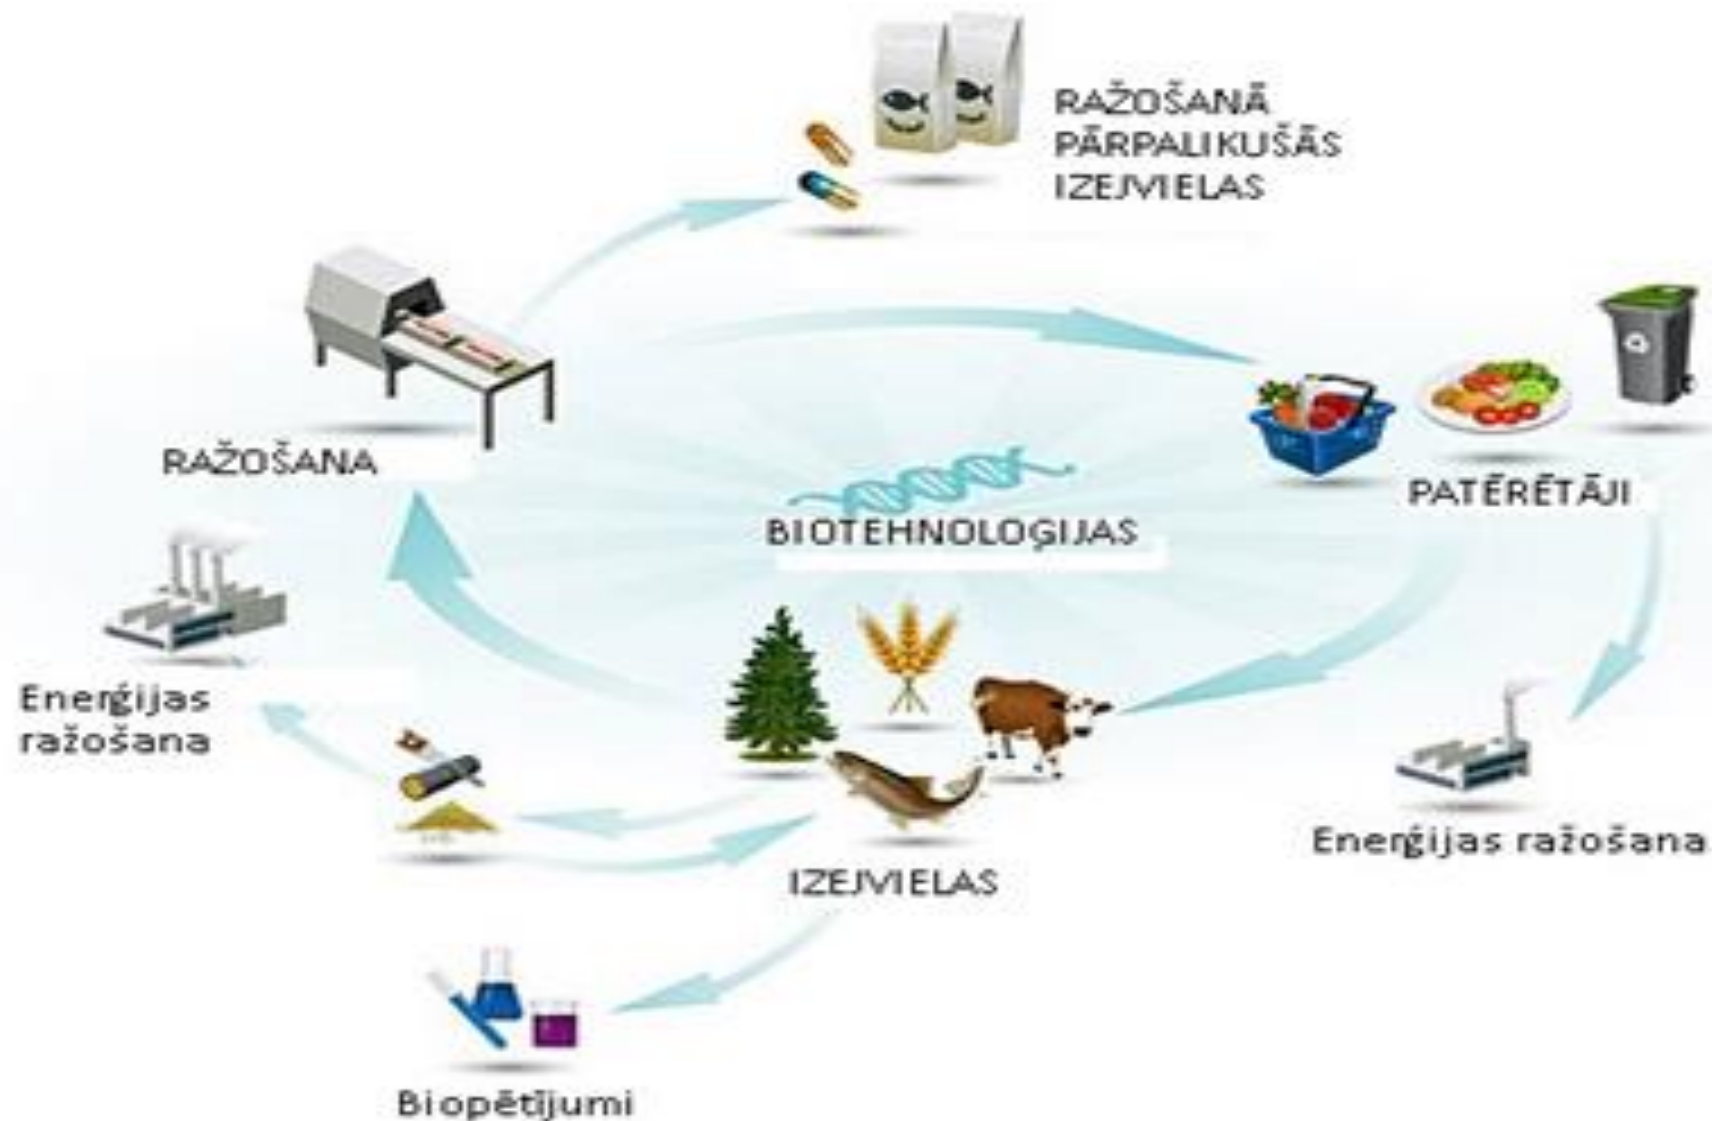 RAŽOŠANĀ
PĀRPALIKUŠĀS
IZEJVIELAS
RAŽOŠANA
PATĒRĒTĀJI
BIOTEHNOLOĢIJAS
Enerģijas
ražošana
Enerģijas ražošana
IZEJVIELAS
Biopētījumi